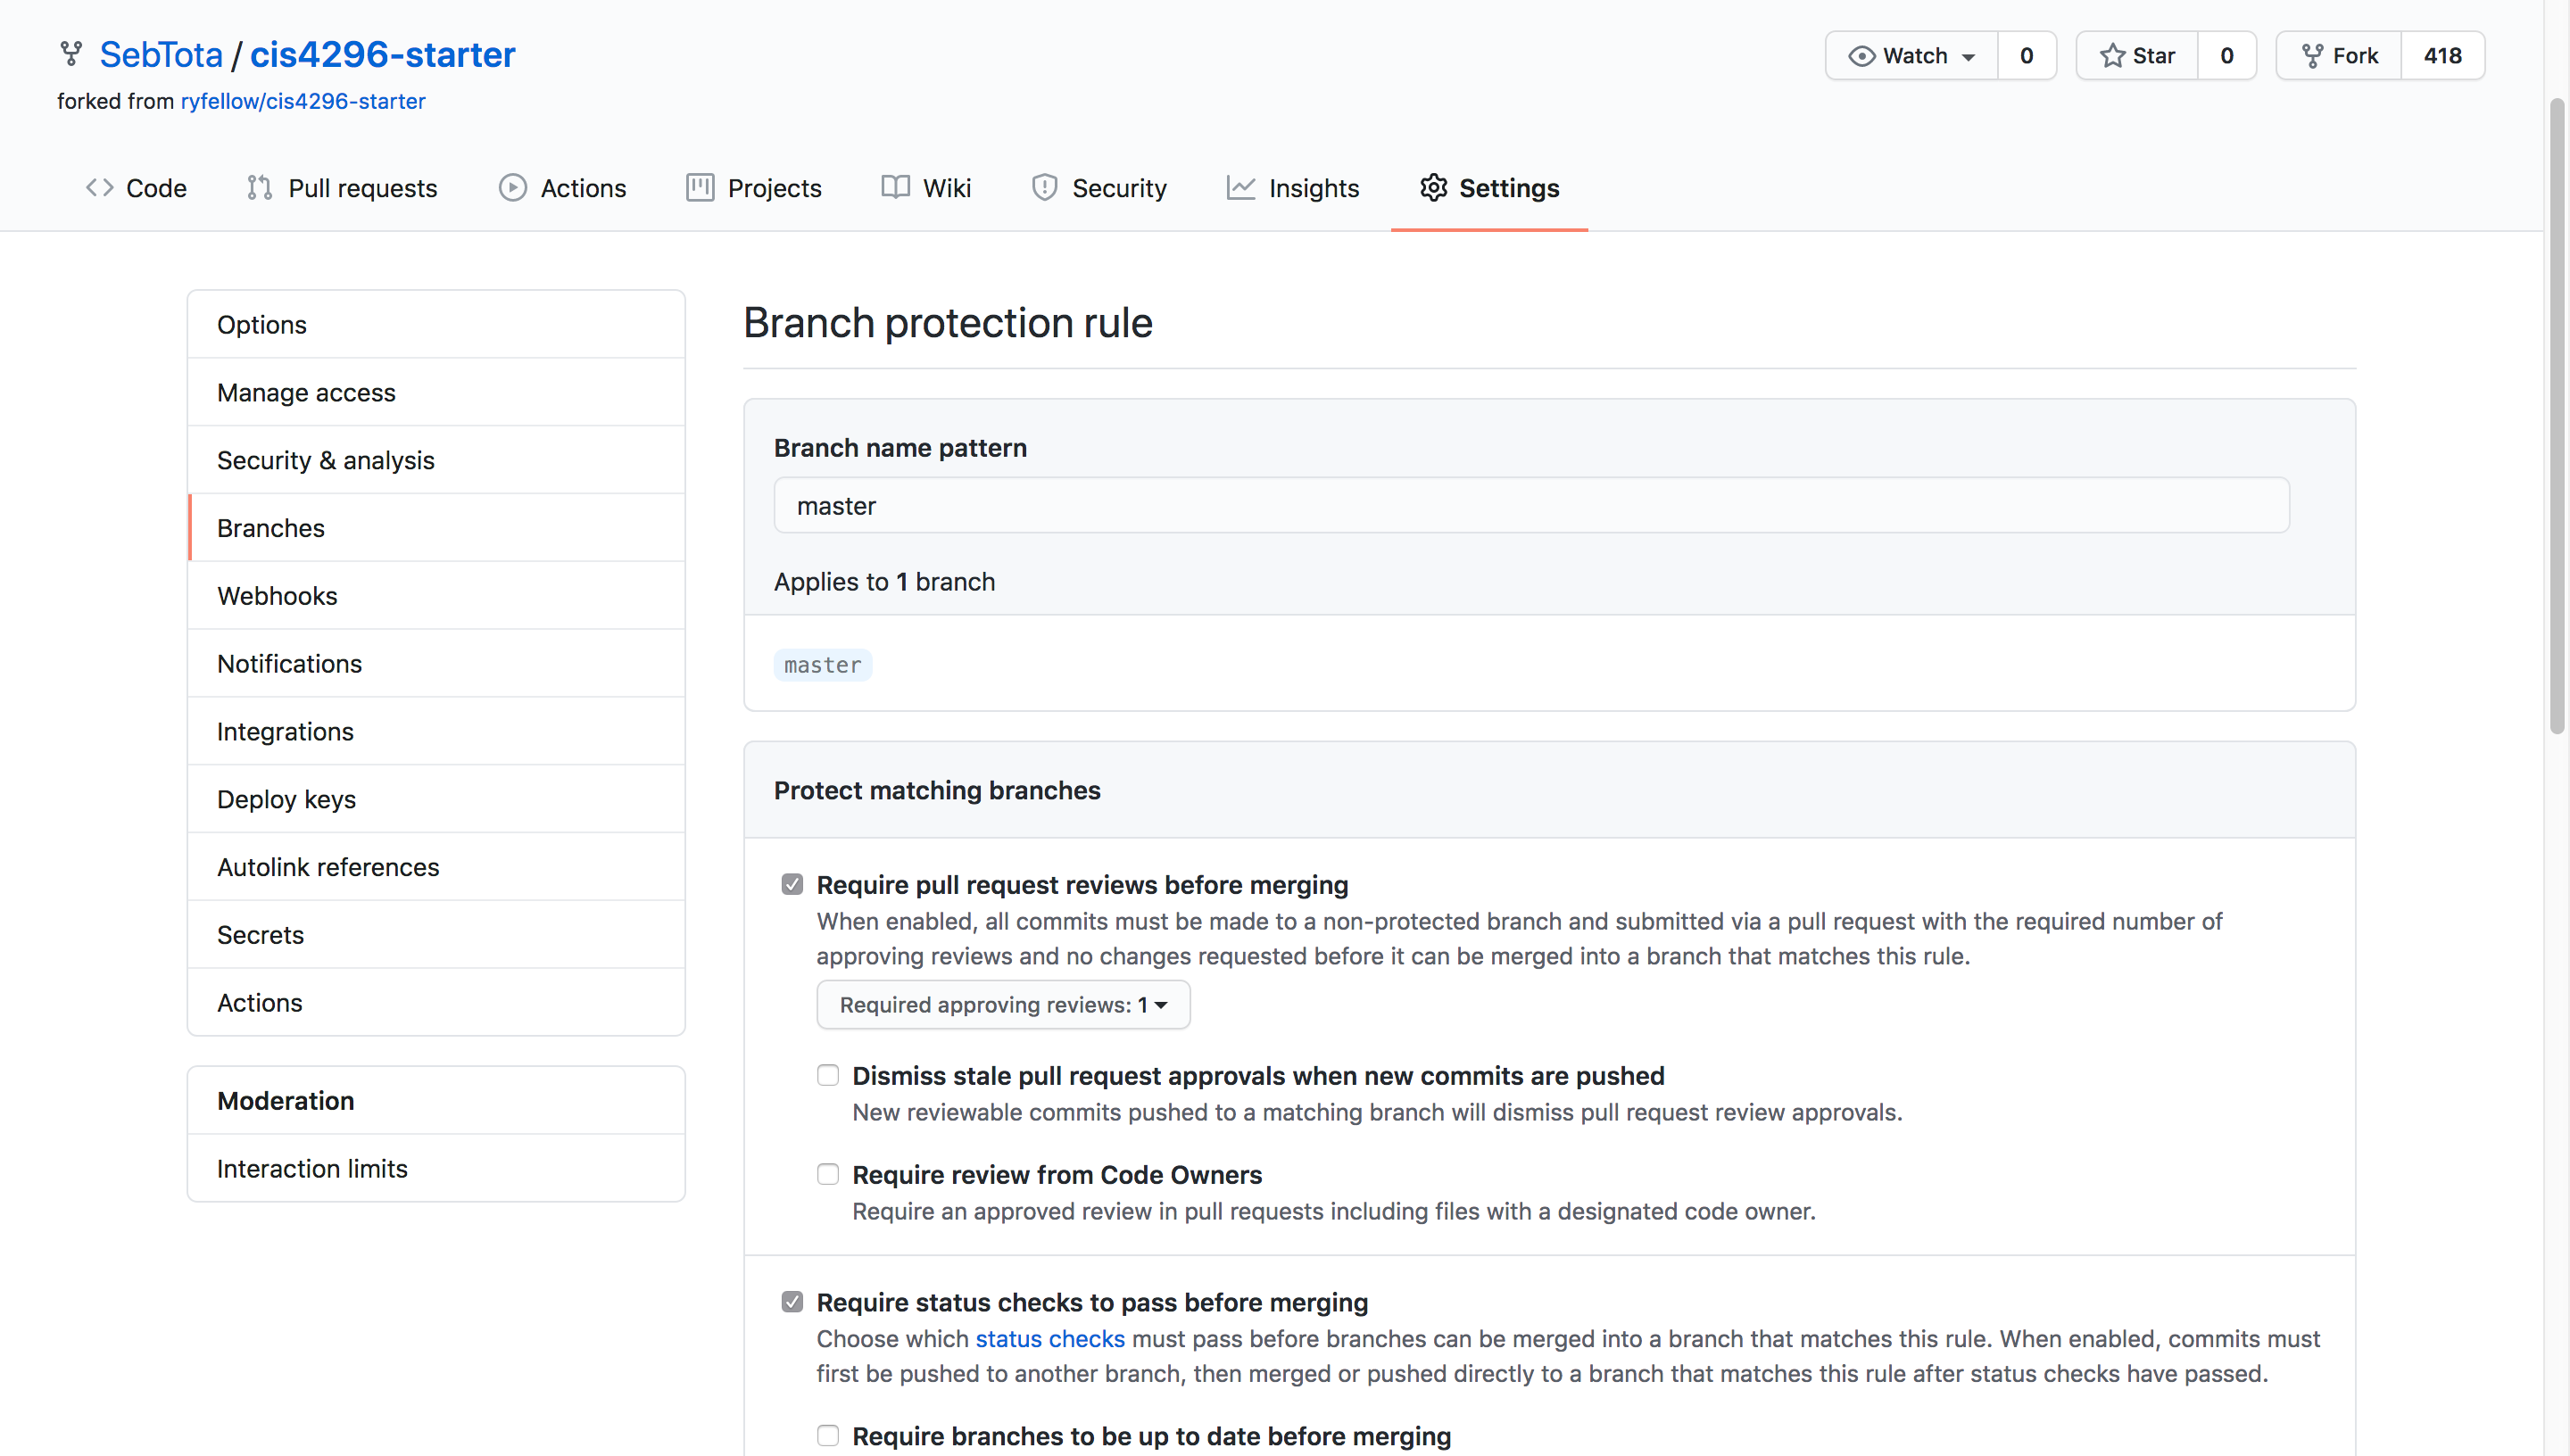 SebTota / cis4296-starter
forked from ryfellow/cis4296-starter
Watch 0 Star 0 Fork 418
Code Pull requests Actions Projects Wiki Security Insights Settings
Options
Manage access
Security & analysis
Branches
Webhooks
Notifications
Integrations
Deploy keys
Autolink references
Secrets
Actions
Moderation
Interaction limits
Branch protection rule
Branch name pattern
master
Applies to 1 branch
master
Protect matching branches
Require pull request reviews before merging
When enabled, all commits must be made to a non-protected branch and submitted via a pull request with the required number of
approving reviews and no changes requested before it can be merged into a branch that matches this rule.
Required approving reviews: 1
Dismiss stale pull request approvals when new commits are pushed
New reviewable commits pushed to a matching branch will dismiss pull request review approvals.
Require review from Code Owners
Require an approved review in pull requests including files with a designated code owner.
Require status checks to pass before merging
Choose which status checks must pass before branches can be merged into a branch that matches this rule. When enabled, commits must
first be pushed to another branch, then merged or pushed directly to a branch that matches this rule after status checks have passed.
Require branches to be up to date before merging